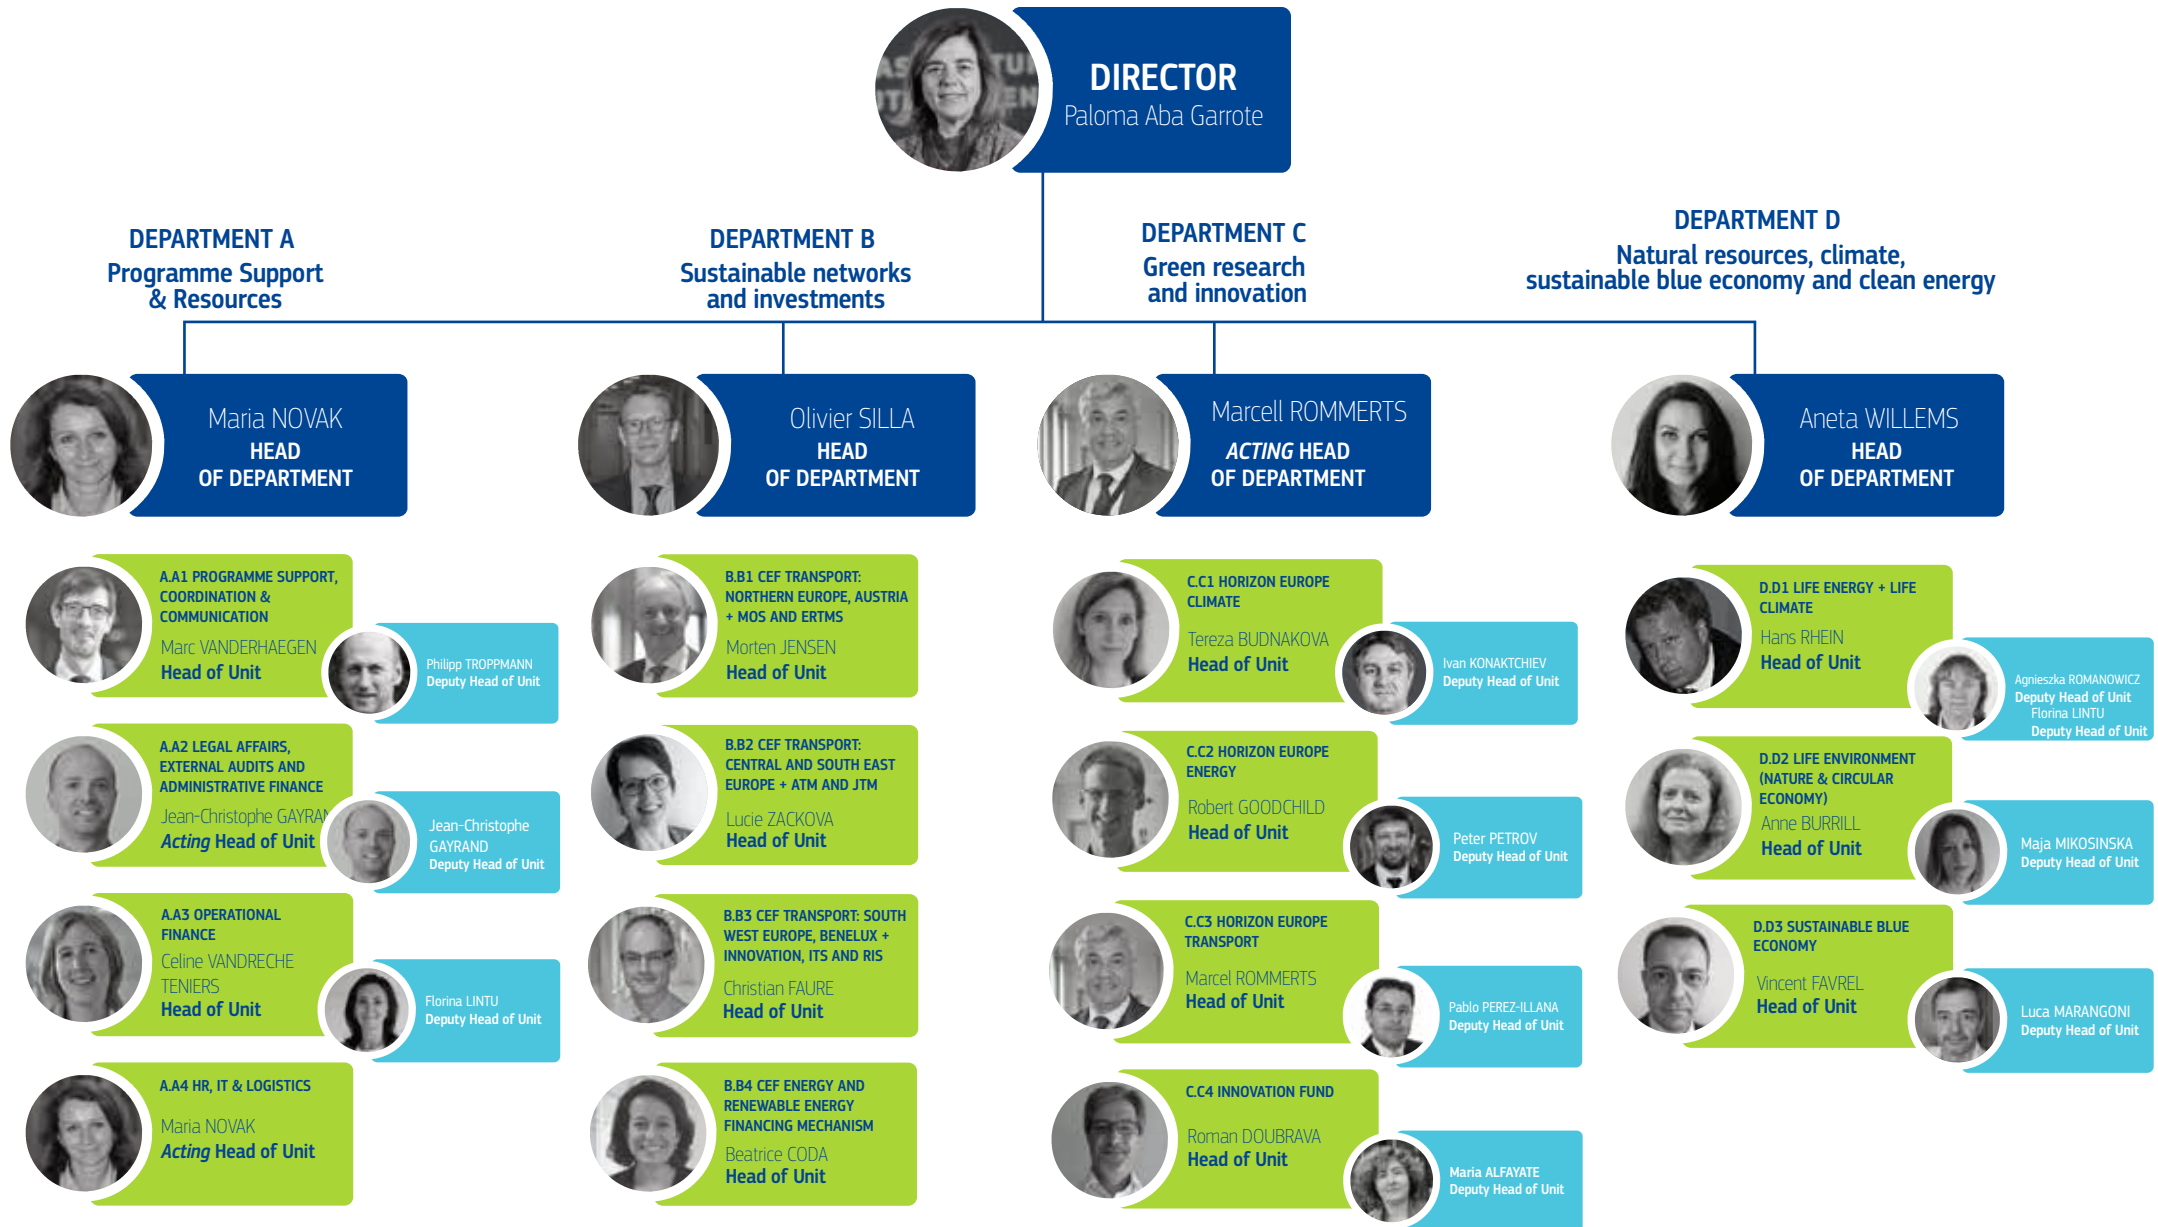 DIRECTOR
Paloma Aba Garrote
DEPARTMENT A
Programme Support
& Resources
DEPARTMENT B
Sustainable networks
and investments
DEPARTMENT C
Green research
and innovation
DEPARTMENT D
Natural resources, climate,
sustainable blue economy and clean energy
Maria NOVAK
HEAD
OF DEPARTMENT
Olivier SILLA
HEAD
OF DEPARTMENT
Marcell ROMMERTS
ACTING HEAD
OF DEPARTMENT
Aneta WILLEMS
HEAD
OF DEPARTMENT
A.A1 PROGRAMME SUPPORT,
COORDINATION &
COMMUNICATION
Marc VANDERHAEGEN
Head of Unit
Philipp TROPPMANN
Deputy Head of Unit
A.A2 LEGAL AFFAIRS,
EXTERNAL AUDITS AND
ADMINISTRATIVE FINANCE
Jean-Christophe GAYRAN
Acting Head of Unit
Jean-Christophe
GAYRAND
Deputy Head of Unit
A.A3 OPERATIONAL
FINANCE
Celine VANDRECHE
TENIERS
Head of Unit
Florina LINTU
Deputy Head of Unit
A.A4 HR, IT & LOGISTICS
Maria NOVAK
Acting Head of Unit
B.B1 CEF TRANSPORT:
NORTHERN EUROPE, AUSTRIA
+ MOS AND ERTMS
Morten JENSEN
Head of Unit
B.B2 CEF TRANSPORT:
CENTRAL AND SOUTH EAST
EUROPE + ATM AND JTM
Lucie ZACKOVA
Head of Unit
B.B3 CEF TRANSPORT: SOUTH
WEST EUROPE, BENELUX +
INNOVATION, ITS AND RIS
Christian FAURE
Head of Unit
B.B4 CEF ENERGY AND
RENEWABLE ENERGY
FINANCING MECHANISM
Beatrice CODA
Head of Unit
C.C1 HORIZON EUROPE
CLIMATE
Tereza BUDNAKOVA
Head of Unit
Ivan KONAKTCHIEV
Deputy Head of Unit
C.C2 HORIZON EUROPE
ENERGY
Robert GOODCHILD
Head of Unit
Peter PETROV
Deputy Head of Unit
C.C3 HORIZON EUROPE
TRANSPORT
Marcel ROMMERTS
Head of Unit
Pablo PEREZ-ILLANA
Deputy Head of Unit
C.C4 INNOVATION FUND
Roman DOUBRAVA
Head of Unit
Maria ALFAYATE
Deputy Head of Unit
D.D1 LIFE ENERGY + LIFE
CLIMATE
Hans RHEIN
Head of Unit
Agnieszka ROMANOWICZ
Deputy Head of Unit
Florina LINTU
Deputy Head of Unit
D.D2 LIFE ENVIRONMENT
(NATURE & CIRCULAR
ECONOMY)
Anne BURRILL
Head of Unit
Maja MIKOSINSKA
Deputy Head of Unit
D.D3 SUSTAINABLE BLUE
ECONOMY
Vincent FAVREL
Head of Unit
Luca MARANGONI
Deputy Head of Unit